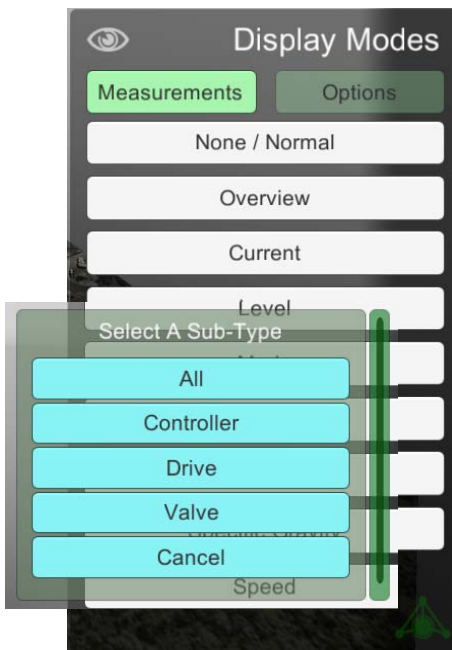 Display Modes
Measurements
Options
None / Normal
Overview
Current
Level
Select A Sub-Type
All
Controller
Drive
Valve
Cancel
Speed